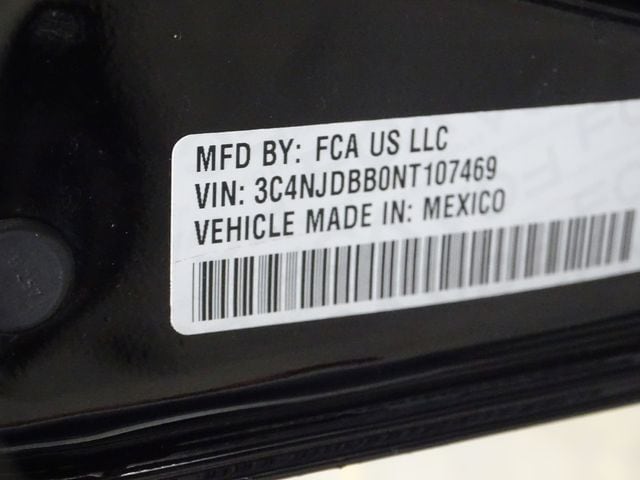 MFD BY: FCA US LLC
VIN: 3C4NJDBB0NT107469
VEHICLE MADE IN: MEXICO